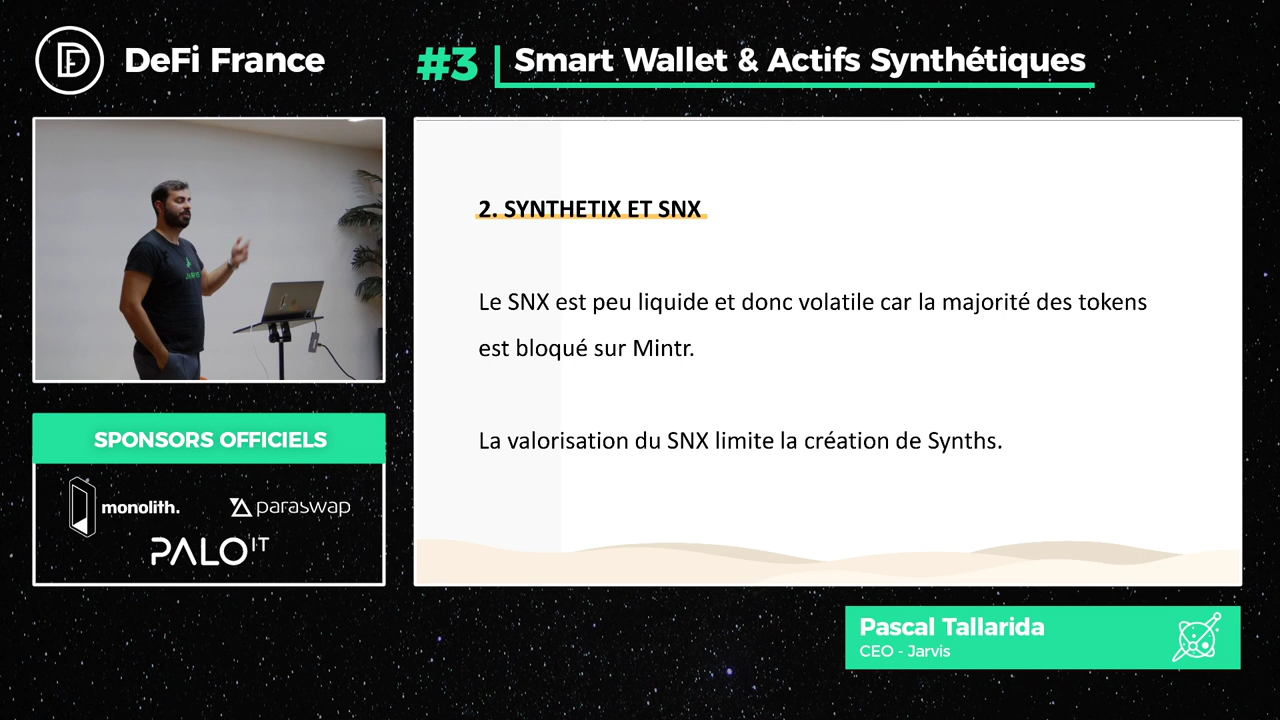 DeFi France
#3
Smart Wallet & Actifs Synthétiques
2. SYNTHETIX ET SNX
Le SNX est peu liquide et donc volatile car la majorité des tokens
est bloqué sur Mintr.
La valorisation du SNX limite la création de Synths.
SPONSORS OFFICIELS
monolith.
paraswap
PALO IT
Pascal Tallarida
CEO - Jarvis